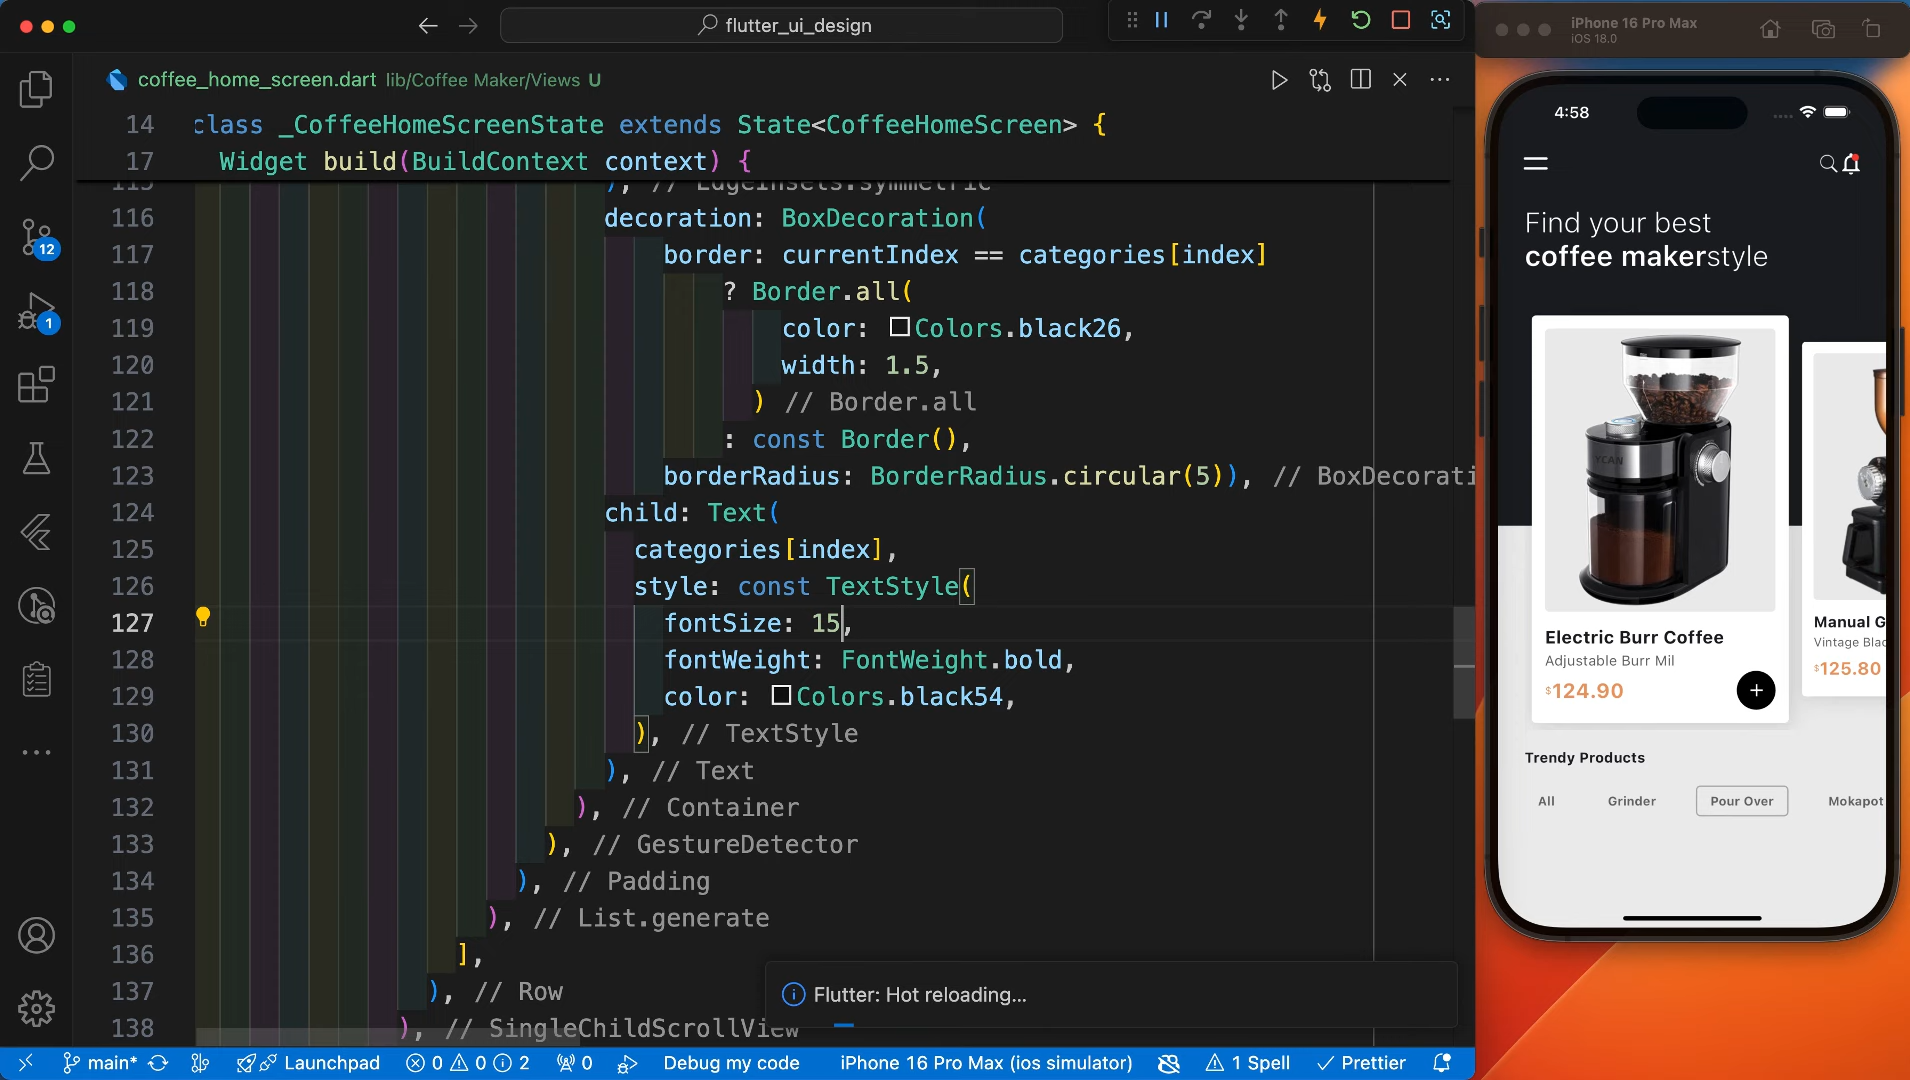 flutter_ui_design
coffee_home_screen.dart lib/Coffee Maker/Views U
14 class _CoffeeHomeScreenState extends State<CoffeeHomeScreen> {
17 Widget build(BuildContext context) {
115 ), // EdgeInsets.symmetric
116 decoration: BoxDecoration(
117 border: currentIndex == categories[index]
118 ? Border.all(
119 color: Colors.black26,
120 width: 1.5,
121 ) // Border.all
122 : const Border(),
123 borderRadius: BorderRadius.circular(5)), // BoxDecorati
124 child: Text(
125 categories[index],
126 style: const TextStyle(
127 fontSize: 15,
128 fontWeight: FontWeight.bold,
129 color: Colors.black54,
130 ), // TextStyle
131 ), // Text
132 ), // Container
133 ), // GestureDetector
134 ), // Padding
135 ), // List.generate
136 ],
137 ), // Row
138 ), // SingleChildScrollView
12
1
Flutter: Hot reloading...
main* Launchpad 0 0 2 0 Debug my code iPhone 16 Pro Max (ios simulator) 1 Spell Prettier
iPhone 16 Pro Max
iOS 18.0
4:58
Find your best
coffee makerstyle
Electric Burr Coffee
Adjustable Burr Mil
$124.90
Manual G
Vintage Blac
$125.80
Trendy Products
All Grinder Pour Over Mokapot